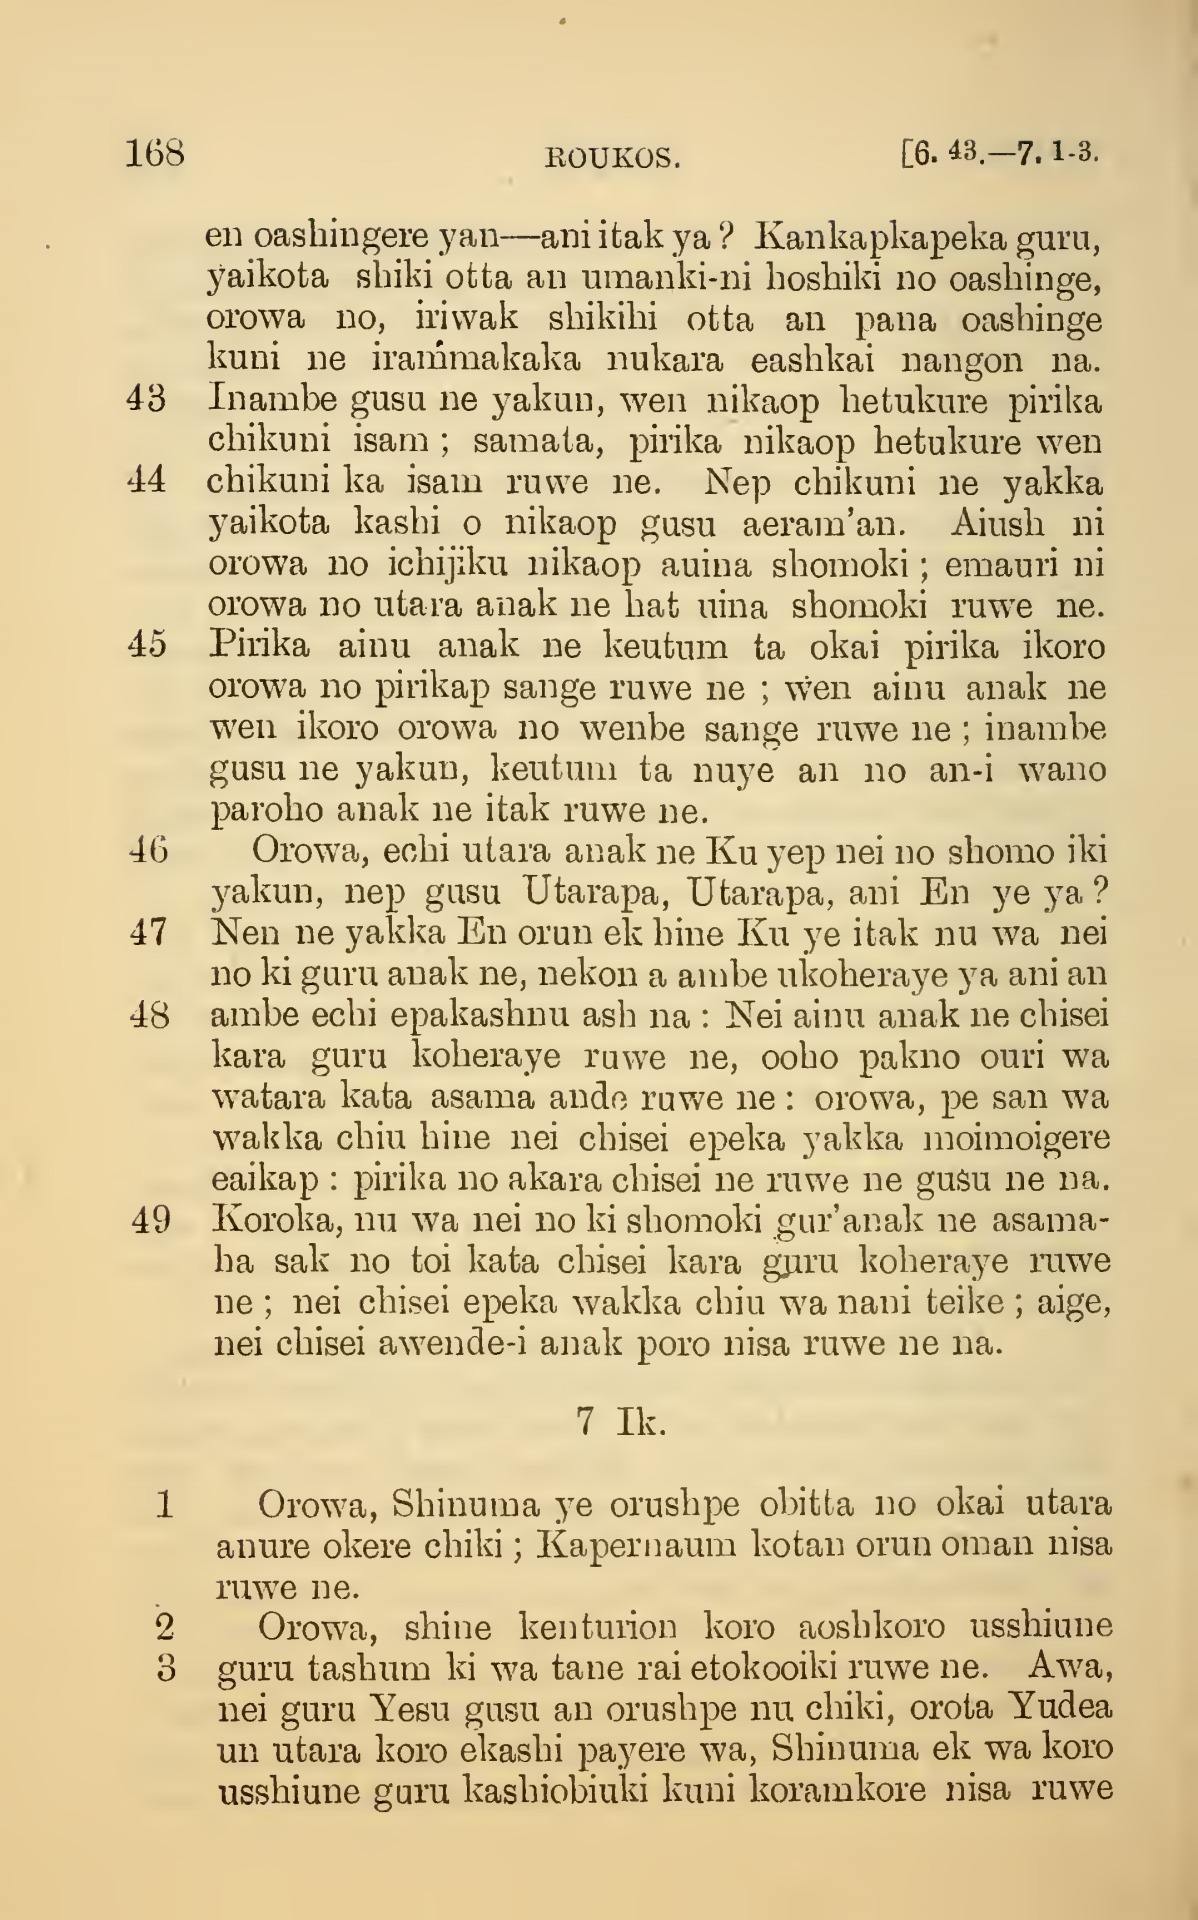 168 ROUKOS. [6. 43.—7. 1-3.
en oashingere yan—ani itak ya? Kankapkapeka guru,
yaikota shiki otta an umanki-ni hoshiki no oashinge,
orowa no, iriwak shikihi otta an pana oashinge
kuni ne irammakaka nukara eashkai nangon na.
43 Inambe gusu ne yakun, wen nikaop hetukure pirika
chikuni isam; samata, pirika nikaop hetukure wen
44 chikuni ka isam ruwe ne. Nep chikuni ne yakka
yaikota kashi o nikaop gusu aeram'an. Aiush ni
orowa no ichijiku nikaop auina shomoki; emauri ni
orowa no utara anak ne hat uina shomoki ruwe ne.
45 Pirika ainu anak ne keutum ta okai pirika ikoro
orowa no pirikap sange ruwe ne; wen ainu anak ne
wen ikoro orowa no wenbe sange ruwe ne; inambe
gusu ne yakun, keutum ta nuye an no an-i wano
paroho anak ne itak ruwe ne.
46 Orowa, echi utara anak ne Ku yep nei no shomo iki
yakun, nep gusu Utarapa, Utarapa, ani En ye ya?
47 Nen ne yakka En orun ek hine Ku ye itak nu wa nei
no ki guru anak ne, nekon a ambe ukoheraye ya ani an
48 ambe echi epakashnu ash na: Nei ainu anak ne chisei
kara guru koheraye ruwe ne, ooho pakno ouri wa
watara kata asama ande ruwe ne: orowa, pe san wa
wakka chiu hine nei chisei epeka yakka moimoigere
eaikap: pirika no akara chisei ne ruwe ne gusu ne na.
49 Koroka, nu wa nei no ki shomoki gur'anak ne asama-
ha sak no toi kata chisei kara guru koheraye ruwe
ne; nei chisei epeka wakka chiu wa nani teike; aige,
nei chisei awende-i anak poro nisa ruwe ne na.
7 Ik.
1 Orowa, Shinuma ye orushpe obitta no okai utara
anure okere chiki; Kapernaum kotan orun oman nisa
ruwe ne.
2 Orowa, shine kenturion koro aoshkoro usshiune
3 guru tashum ki wa tane rai etokooiki ruwe ne. Awa,
nei guru Yesu gusu an orushpe nu chiki, orota Yudea
un utara koro ekashi payere wa, Shinuma ek wa koro
usshiune guru kashiobiuki kuni koramkore nisa ruwe